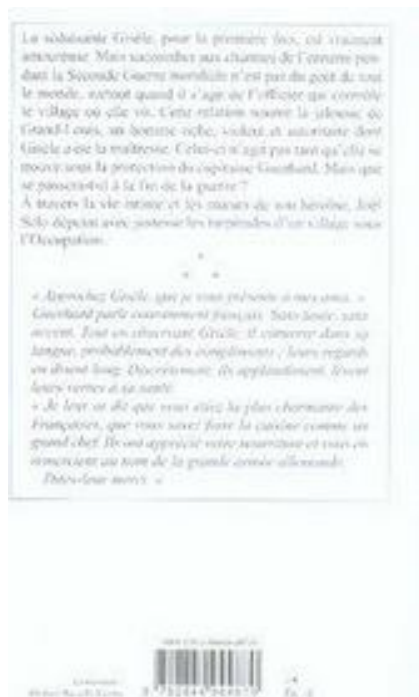 La séduisante Gisèle, pour la première fois, est vraiment
amoureuse. Mais succomber aux charmes de l'ennemi pen-
dant la Seconde Guerre mondiale n'est pas du goût de tout
le monde, surtout quand il s'agit de l'officier qui contrôle
le village où elle vit. Cette relation nourrit la jalousie de
Grand-Louis, un homme riche, violent et autoritaire dont
Gisèle a été la maîtresse. Celui-ci n'agit pas tant qu'elle se
trouve sous la protection du capitaine Guerhard. Mais que
se passera-t-il à la fin de la guerre ?
À travers la vie intime et les mœurs de son héroïne, Joël
Solo dépeint avec justesse les turpitudes d'un village sous
l'Occupation.
*
* *
« Approchez Gisèle, que je vous présente à mes amis. »
Guerhard parle couramment français. Sans
accent. Tout en observant Gisèle, il converse dans sa
langue, probablement des compliments ; leurs regards
en disent long. Discrètement, ils applaudissent, lèvent
leurs verres à sa santé.
« Je leur ai dit que vous étiez la plus charmante des
Françaises, que vous savez faire la cuisine comme un
grand chef. Ils ont apprécié votre nourriture et vous en
remercient au nom de la grande armée allemande.
Dites-leur merci. »